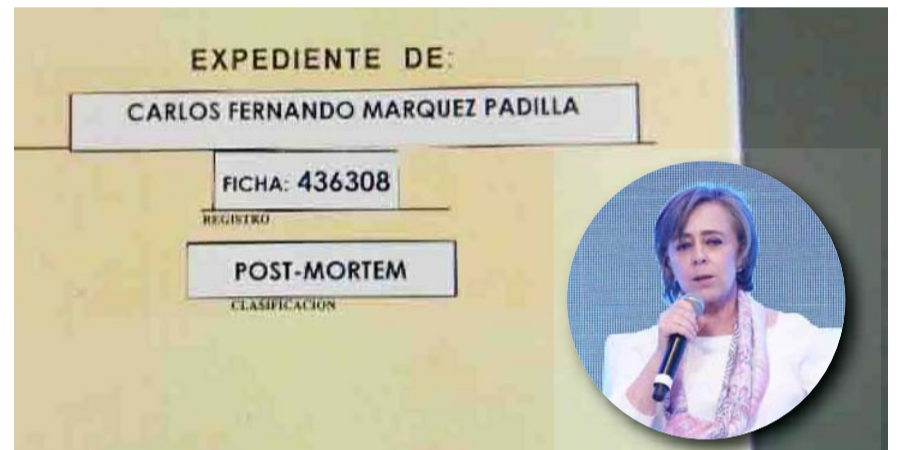 EXPEDIENTE DE:
CARLOS FERNANDO MARQUEZ PADILLA
FICHA: 436308
REGISTRO
POST-MORTEM
CLASIFICACION